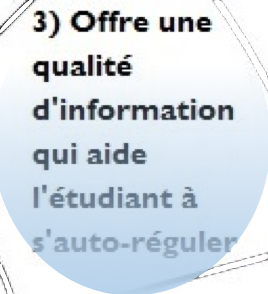 3) Offre une
qualité
d'information
qui aide
l'étudiant à
s'auto-réguler